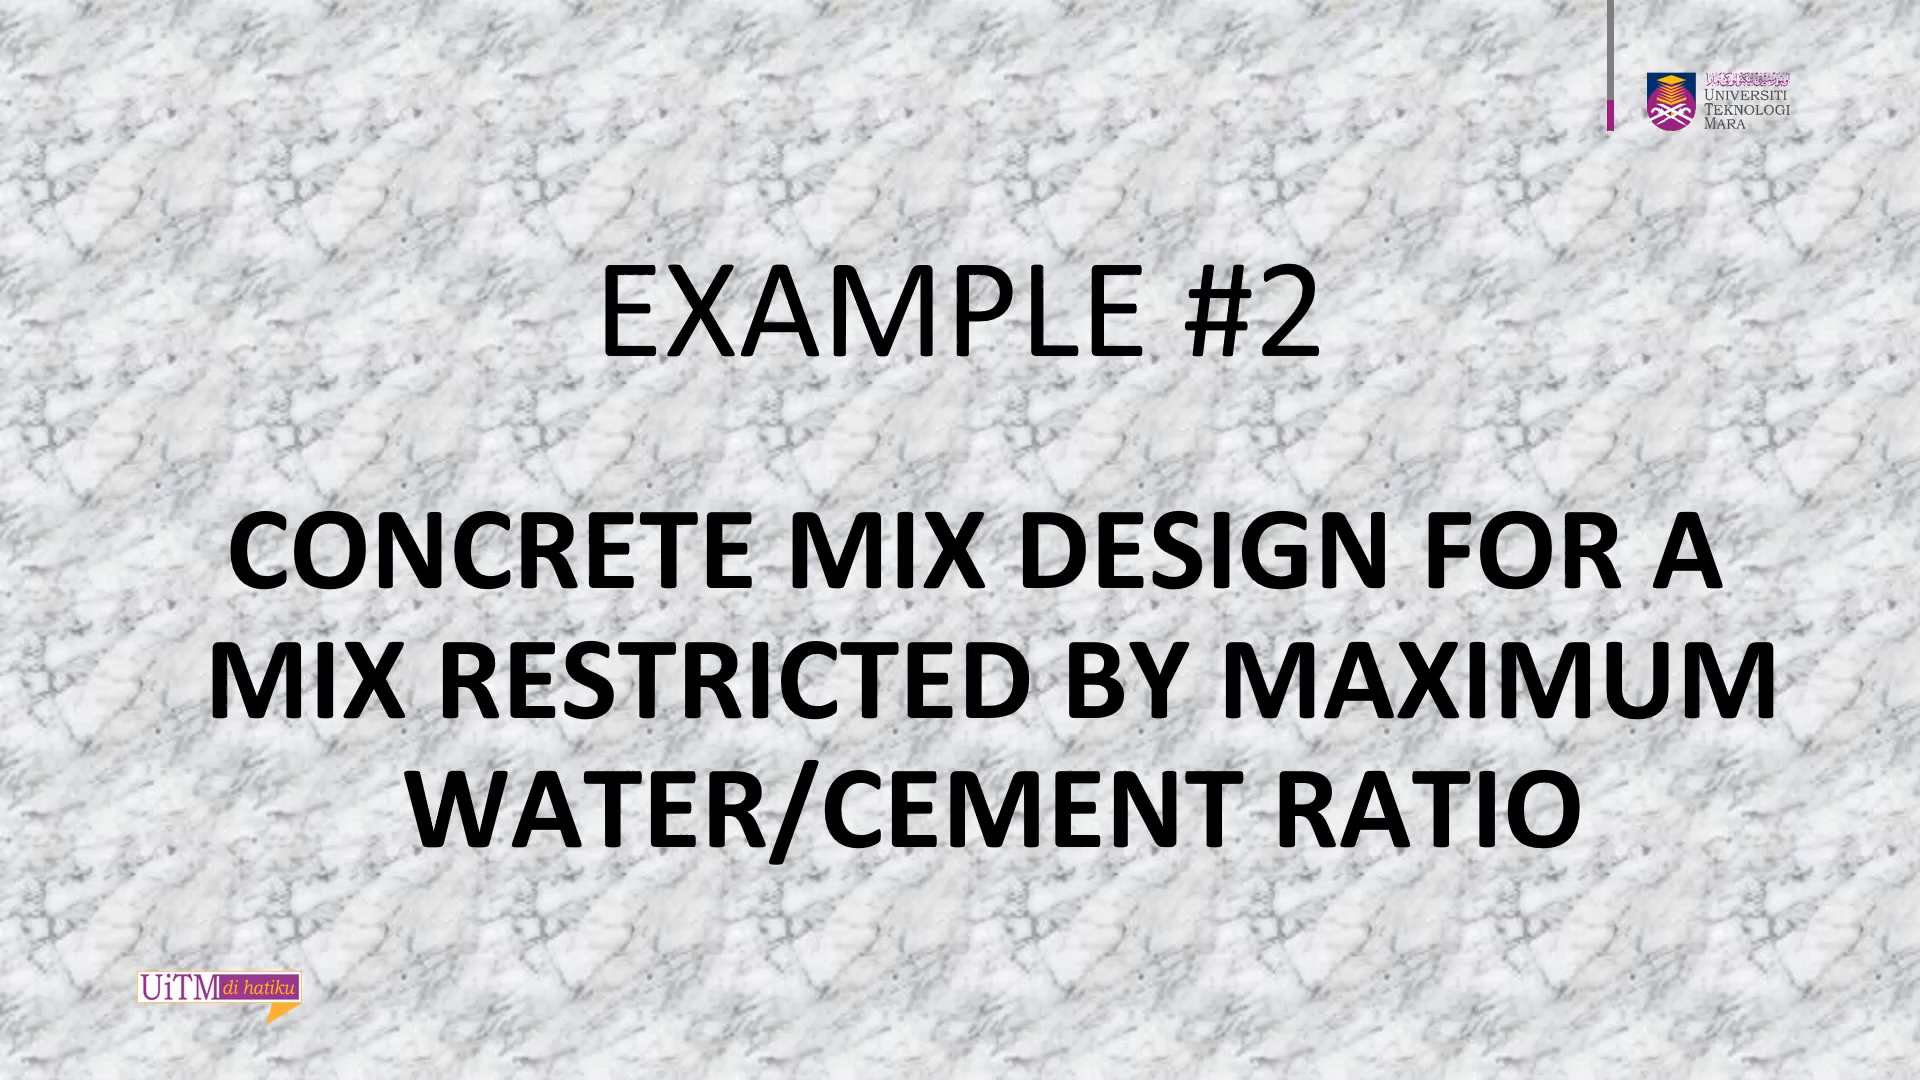 UNIVERSITI
TEKNOLOGI
MARA
EXAMPLE #2
CONCRETE MIX DESIGN FOR A
MIX RESTRICTED BY MAXIMUM
WATER/CEMENT RATIO
UiTM di hatiku